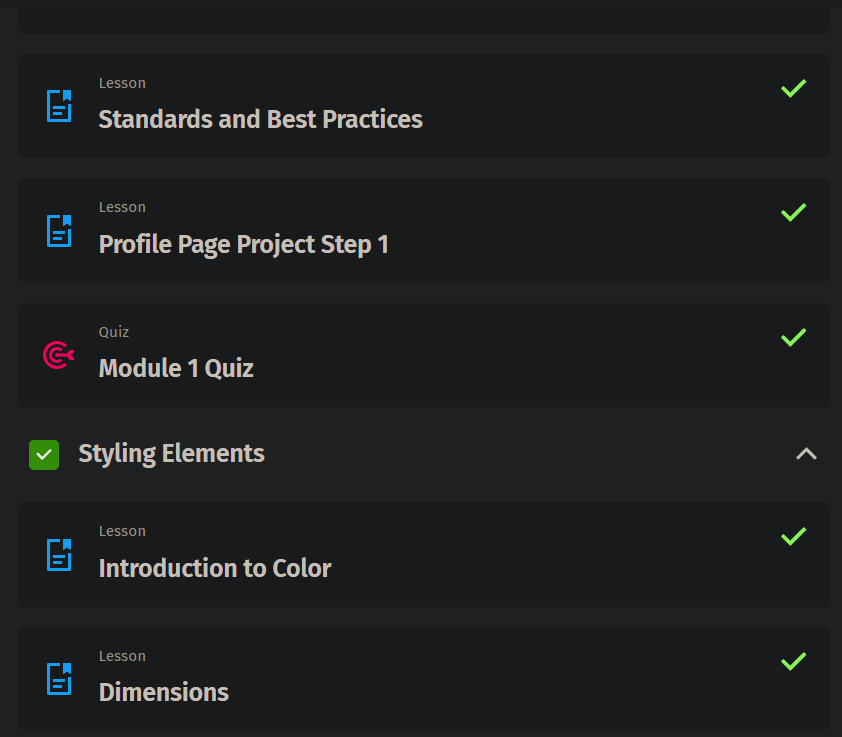 Lesson
Standards and Best Practices
Lesson
Profile Page Project Step 1
Quiz
Module 1 Quiz
Styling Elements
Lesson
Introduction to Color
Lesson
Dimensions